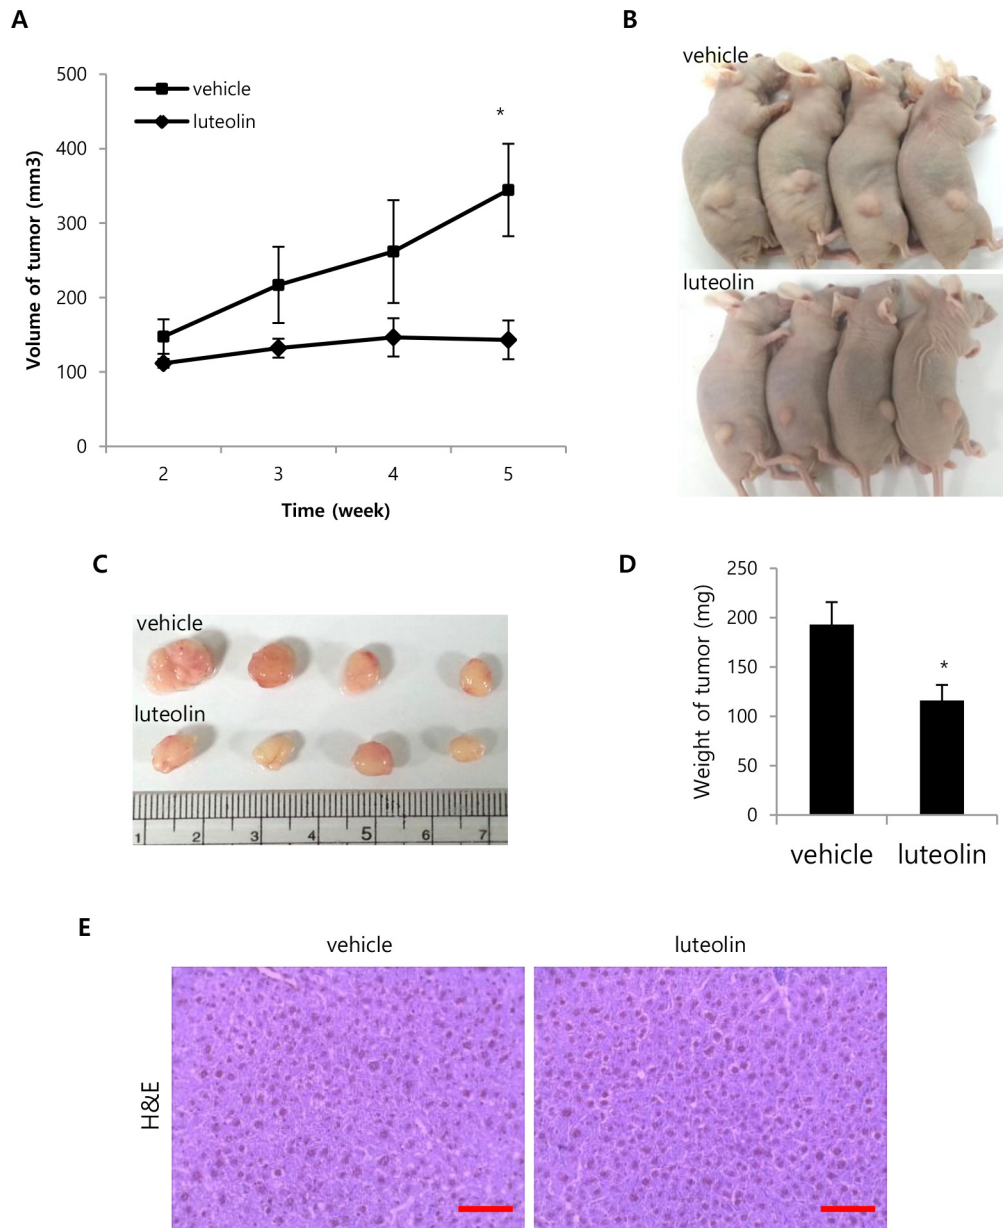 A
500
400
300
200
100
0
Volume of tumor (mm3)
vehicle
luteolin
*
2 3 4 5
Time (week)
B
vehicle
luteolin
C
vehicle
luteolin
1 2 3 4 5 6 7
D
250
200
150
100
50
0
Weight of tumor (mg)
*
vehicle luteolin
E
vehicle luteolin
H&E